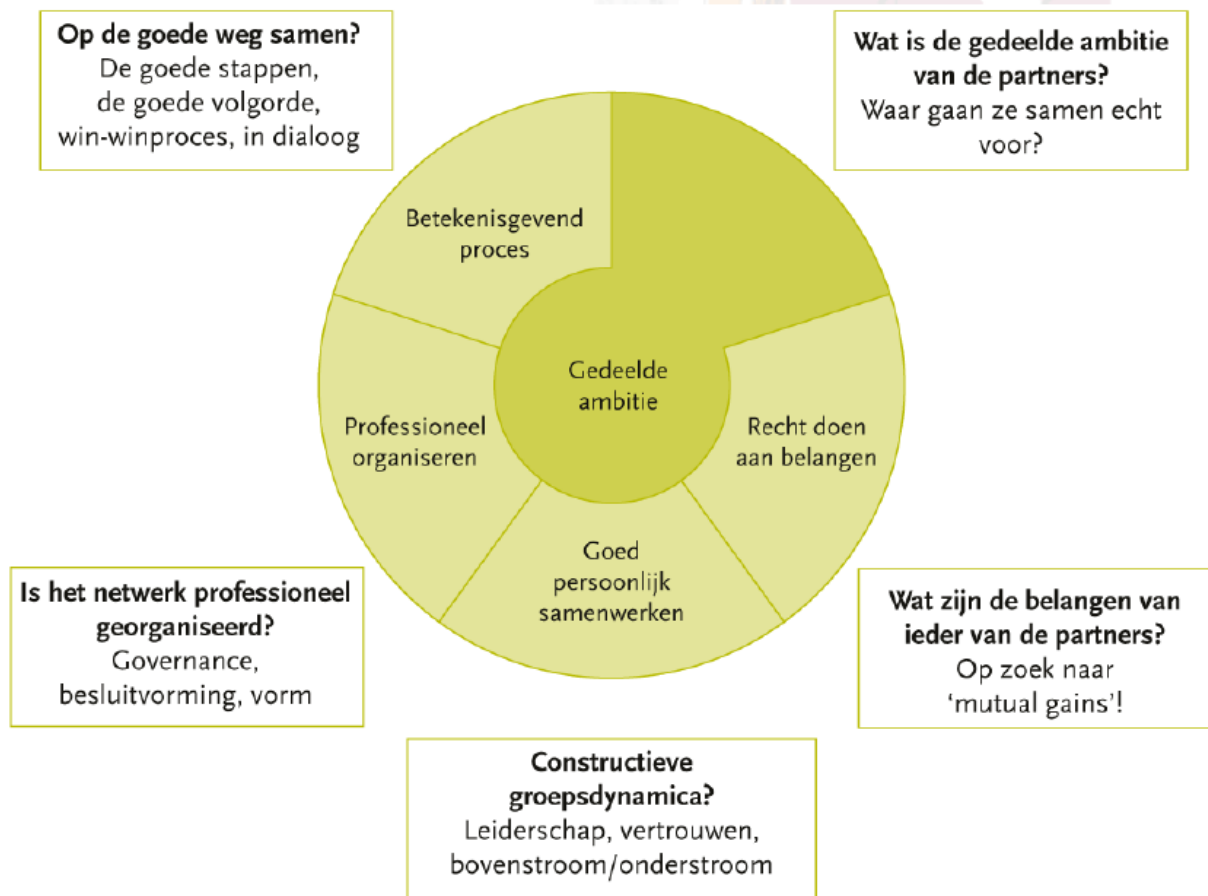 Op de goede weg samen?
De goede stappen,
de goede volgorde,
win-winproces, in dialoog
Wat is de gedeelde ambitie
van de partners?
Waar gaan ze samen echt
voor?
Betekenisgevend
proces
Gedeelde
ambitie
Professioneel
organiseren
Recht doen
aan belangen
Goed
persoonlijk
samenwerken
Is het netwerk professioneel
georganiseerd?
Governance,
besluitvorming, vorm
Wat zijn de belangen van
ieder van de partners?
Op zoek naar
‘mutual gains’!
Constructieve
groepsdynamica?
Leiderschap, vertrouwen,
bovenstroom/onderstroom